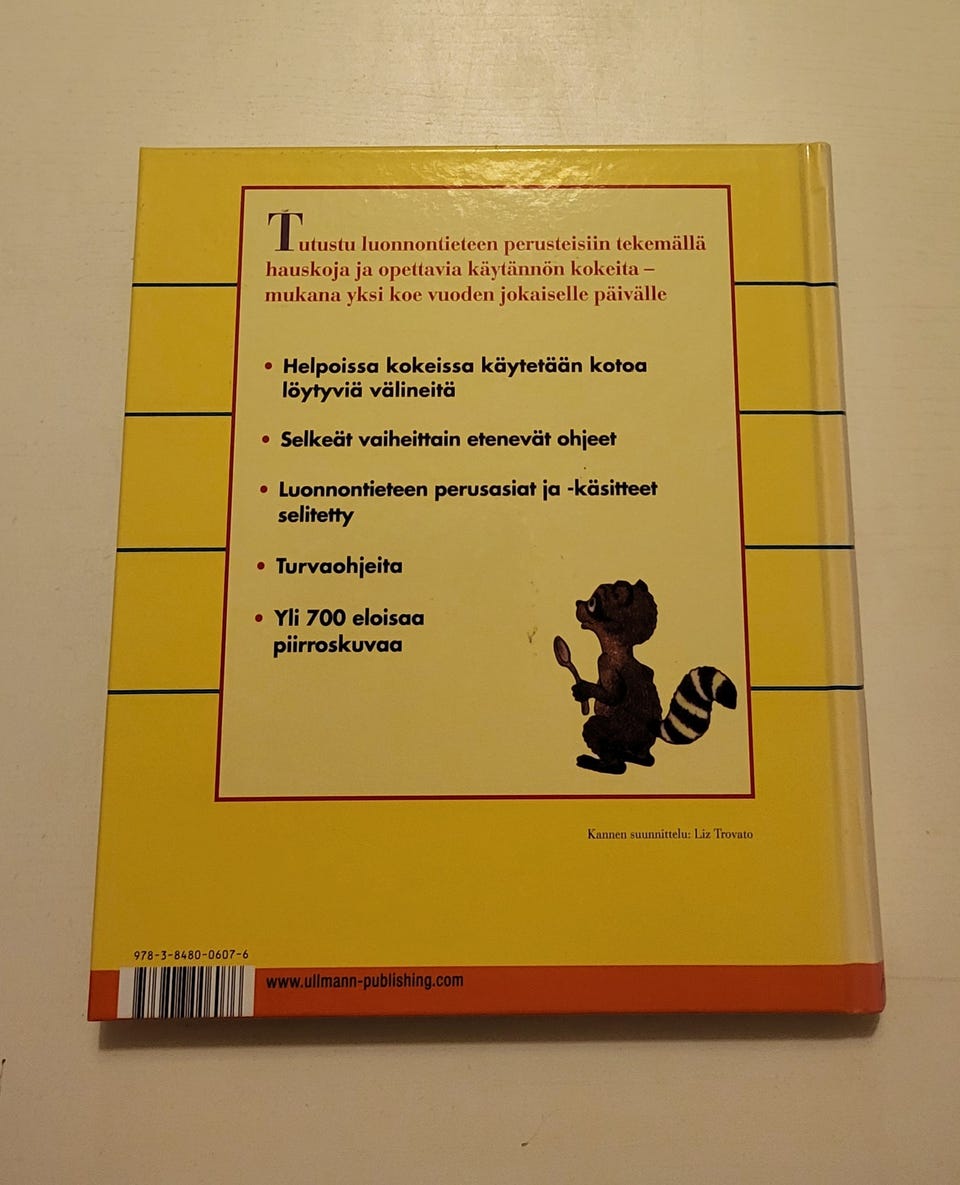 Tutustu luonnontieteen perusteisiin tekemällä
hauskoja ja opettavia käytännön kokeita –
mukana yksi koe vuoden jokaiselle päivälle
• Helpoissa kokeissa käytetään kotoa
löytyviä välineitä
• Selkeät vaiheittain etenevät ohjeet
• Luonnontieteen perusasiat ja -käsitteet
selitetty
• Turvaohjeita
• Yli 700 eloisaa
piirroskuvaa
Kannen suunnittelu: Liz Trovato
978-3-8480-0607-6
www.ullmann-publishing.com